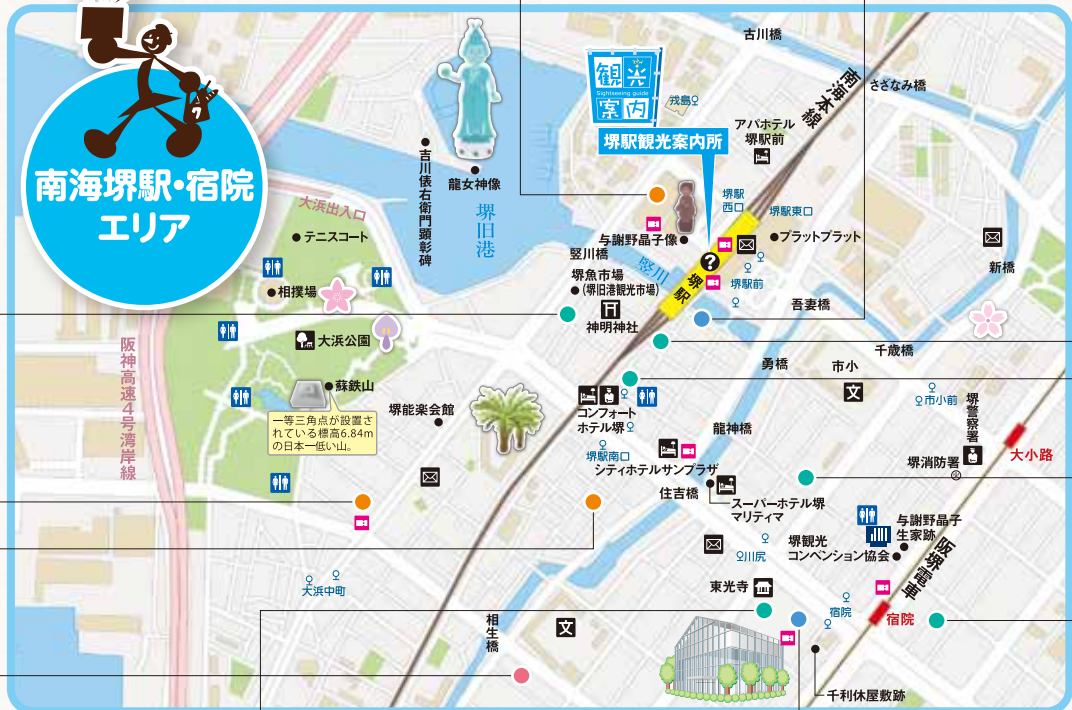 南海堺駅・宿院
エリア
古川橋
さざなみ橋
南海本線
観光
Sightseeing guide
案内
戎島
堺駅観光案内所
アパホテル
堺駅前
龍女神像
吉川俵右衛門顕彰碑
堺旧港
大浜出入口
テニスコート
相撲場
大浜公園
蘇鉄山
一等三角点が設置さ
れている標高6.84m
の日本一低い山。
阪神高速4号湾岸線
堺駅
西口
堺駅東口
プラットプラット
与謝野晶子像
竪川橋
竪川
堺魚市場
(堺旧港観光市場)
神明神社
?
堺駅
堺駅前
吾妻橋
新橋
千歳橋
勇橋
市小
文
市小前
堺警察署
堺消防署
大小路
堺能楽会館
コンフォート
ホテル堺
堺駅南口
シティホテルサンプラザ
龍神橋
住吉橋
スーパーホテル堺
マリティマ
川尻
堺観光
コンベンション協会
与謝野晶子
生家跡
阪堺電車
東光寺
宿院
宿院
大浜中町
相生橋
文
千利休屋敷跡